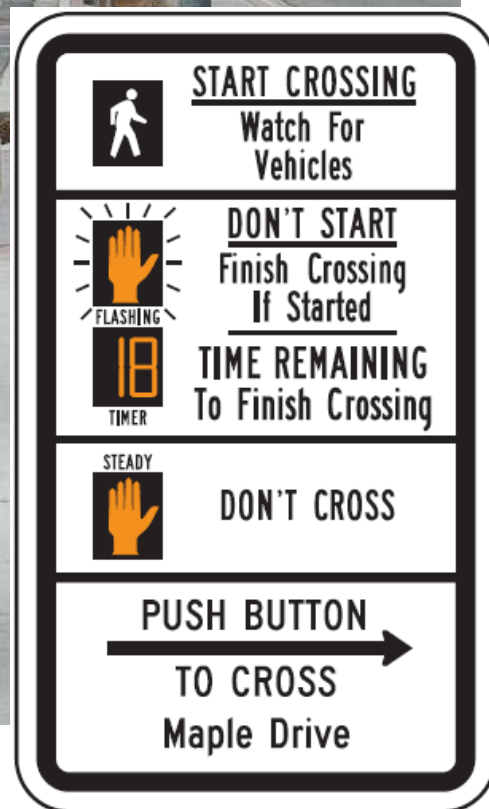 START CROSSING
Watch For
Vehicles
DON'T START
Finish Crossing
If Started
FLASHING
18
TIME REMAINING
To Finish Crossing
TIMER
STEADY
DON'T CROSS
PUSH BUTTON
TO CROSS
Maple Drive